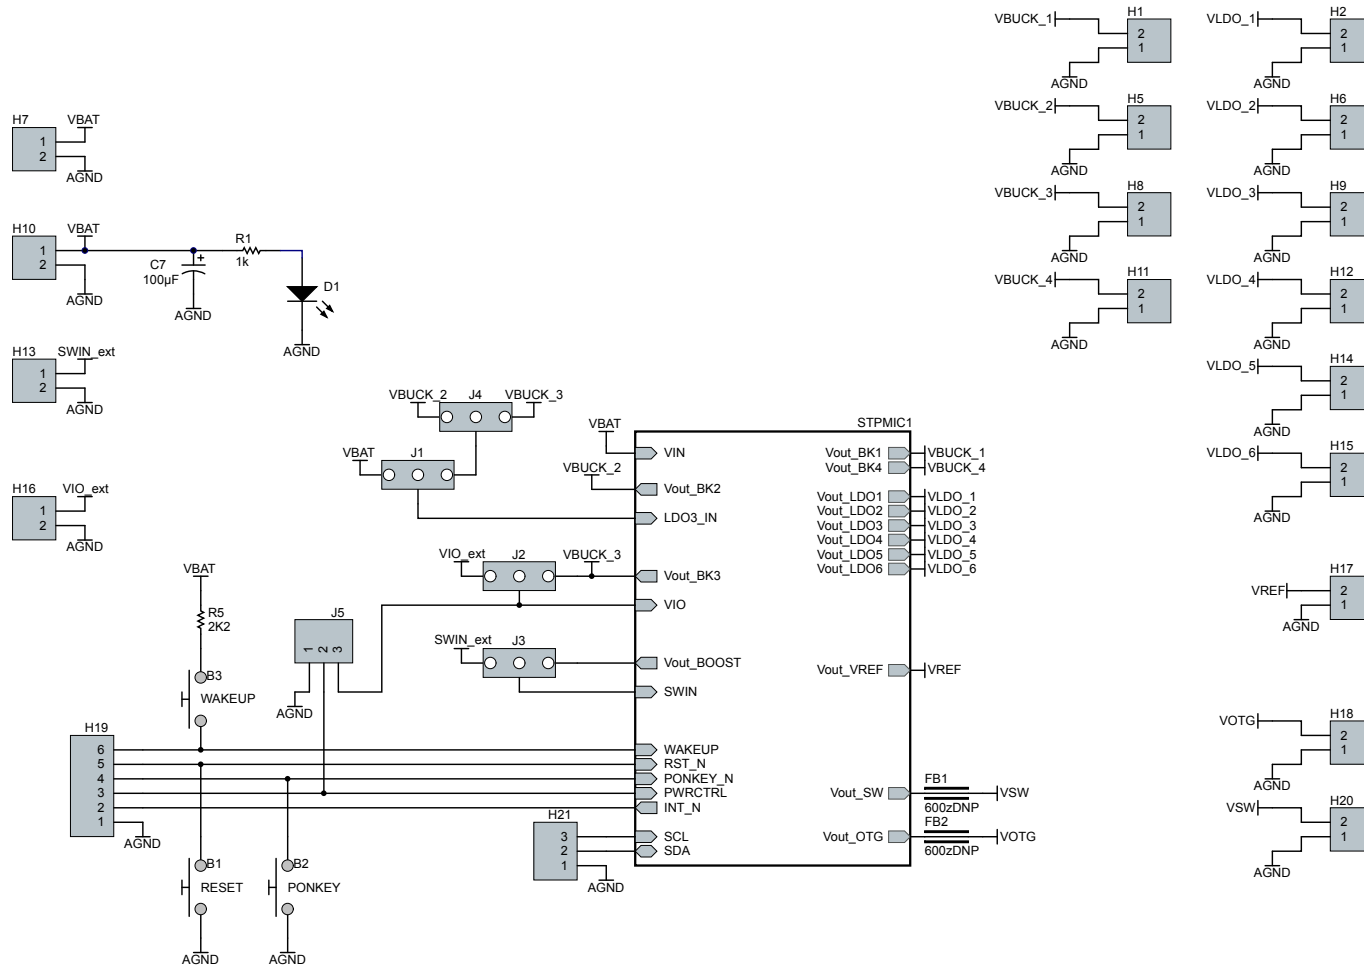 H7
VBAT
1
2
AGND
H10
VBAT
1
2
AGND
C7
100µF
AGND
R1
1k
D1
AGND
H13
SWIN_ext
1
2
AGND
H16
VIO_ext
1
2
AGND
VBAT
R5
2K2
B3
WAKEUP
H19
6
5
4
3
2
1
AGND
B1
RESET
AGND
B2
PONKEY
AGND
J5
1
2
3
AGND
VBUCK_2
J4
VBUCK_3
VBAT
J1
VIO_ext
J2
VBUCK_3
SWIN_ext
J3
H21
3
2
1
AGND
VBAT
VBUCK_2
STPMIC1
VIN
Vout_BK2
LDO3_IN
Vout_BK3
VIO
Vout_BOOST
SWIN
WAKEUP
RST_N
PONKEY_N
PWRCTRL
INT_N
SCL
SDA
Vout_BK1 VBUCK_1
Vout_BK4 VBUCK_4
Vout_LDO1 VLDO_1
Vout_LDO2 VLDO_2
Vout_LDO3 VLDO_3
Vout_LDO4 VLDO_4
Vout_LDO5 VLDO_5
Vout_LDO6 VLDO_6
Vout_VREF VREF
Vout_SW
FB1
600zDNP
VSW
Vout_OTG
FB2
600zDNP
VOTG
VBUCK_1
H1
2
1
AGND
VBUCK_2
H5
2
1
AGND
VBUCK_3
H8
2
1
AGND
VBUCK_4
H11
2
1
AGND
VLDO_1
H2
2
1
AGND
VLDO_2
H6
2
1
AGND
VLDO_3
H9
2
1
AGND
VLDO_4
H12
2
1
AGND
VLDO_5
H14
2
1
AGND
VLDO_6
H15
2
1
AGND
VREF
H17
2
1
AGND
VOTG
H18
2
1
AGND
VSW
H20
2
1
AGND